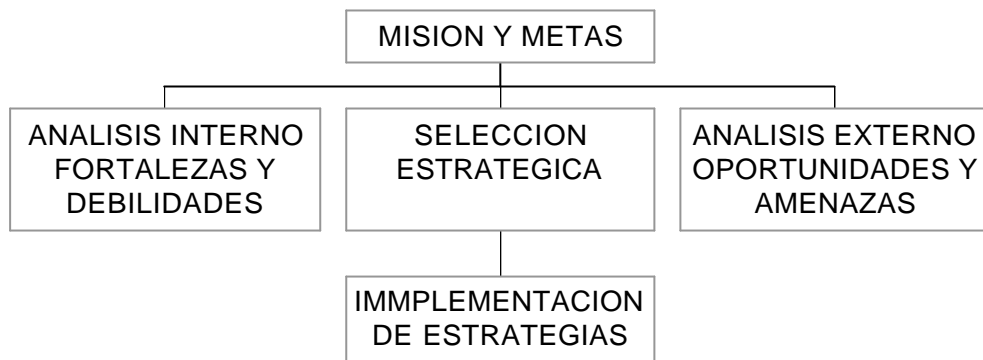 MISION Y METAS
ANALISIS INTERNO
FORTALEZAS Y
DEBILIDADES
SELECCION
ESTRATEGICA
ANALISIS EXTERNO
OPORTUNIDADES Y
AMENAZAS
IMMPLEMENTACION
DE ESTRATEGIAS